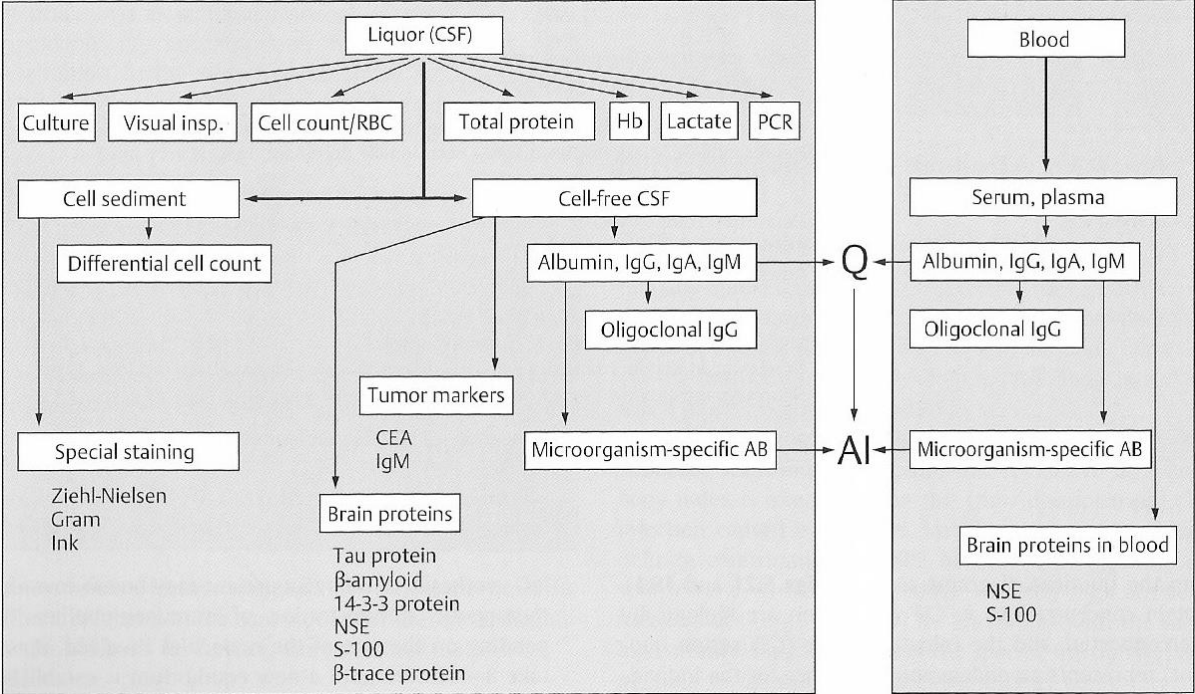 Liquor (CSF)
Blood
Culture
Visual insp.
Cell count/RBC
Total protein
Hb
Lactate
PCR
Cell sediment
Cell-free CSF
Serum, plasma
Differential cell count
Albumin, IgG, IgA, IgM
Q
Albumin, IgG, IgA, IgM
Oligoclonal IgG
Oligoclonal IgG
Tumor markers
CEA
IgM
Special staining
Ziehl-Nielsen
Gram
Ink
Microorganism-specific AB
AI
Microorganism-specific AB
Brain proteins
Tau protein
β-amyloid
14-3-3 protein
NSE
S-100
β-trace protein
Brain proteins in blood
NSE
S-100